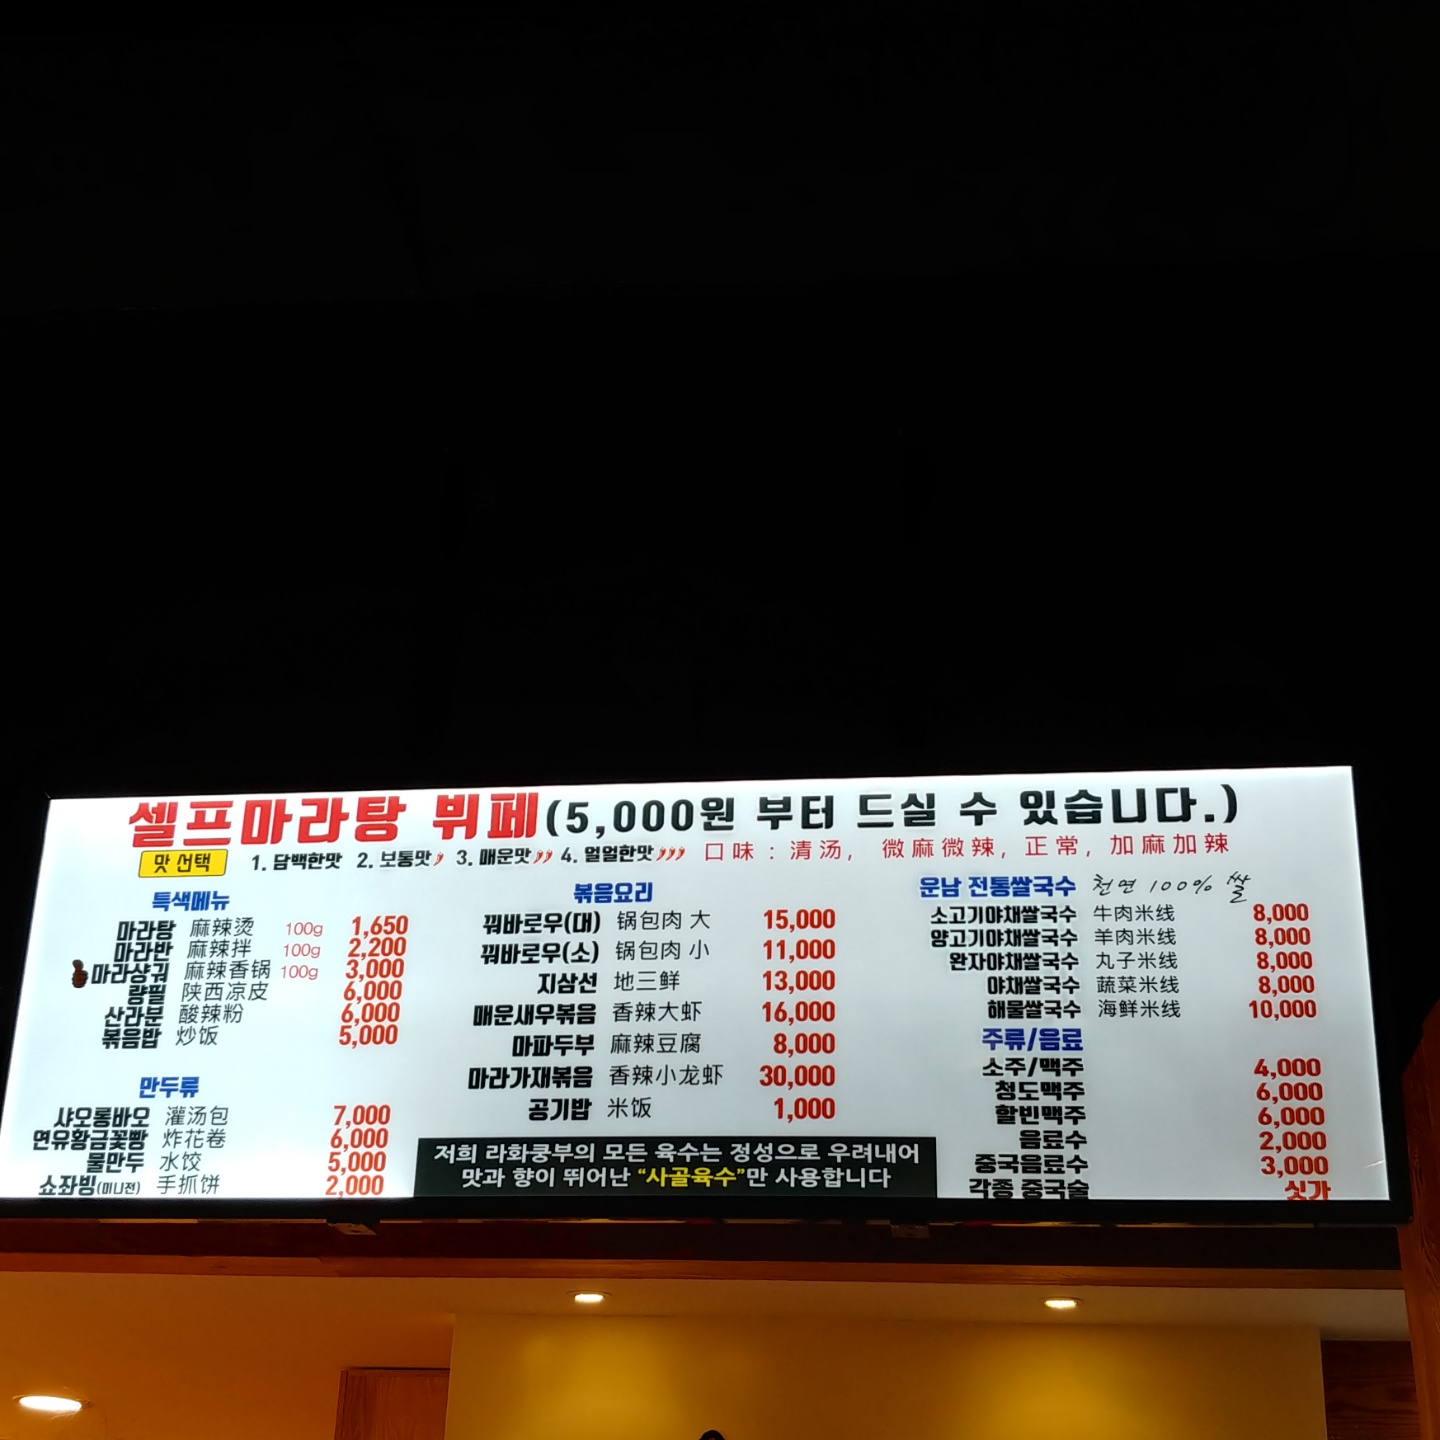 셀프마라탕 뷔페(5,000원 부터 드실 수 있습니다.)
맛 선택 1. 담백한맛 2. 보통맛 3. 매운맛 4. 얼얼한맛 口味：清汤，微麻微辣，正常，加麻加辣
특색메뉴
마라탕 麻辣烫 100g 1,650
마라반 麻辣拌 100g 2,200
마라샹궈 麻辣香锅 100g 3,000
량필 陕西凉皮 6,000
산라분 酸辣粉 6,000
볶음밥 炒饭 5,000
만두류
샤오롱바오 灌汤包 7,000
연유황금꽃빵 炸花卷 6,000
물만두 水饺 5,000
쇼좌빙(미니전) 手抓饼 2,000
볶음요리
꿔바로우(대) 锅包肉 大 15,000
꿔바로우(소) 锅包肉 小 11,000
지삼선 地三鲜 13,000
매운새우볶음 香辣大虾 16,000
마파두부 麻辣豆腐 8,000
마라가재볶음 香辣小龙虾 30,000
공기밥 米饭 1,000
저희 라화쿵부의 모든 육수는 정성으로 우려내어
맛과 향이 뛰어난 “사골육수”만 사용합니다
운남 전통쌀국수 천연 100% 쌀
소고기야채쌀국수 牛肉米线 8,000
양고기야채쌀국수 羊肉米线 8,000
완자야채쌀국수 丸子米线 8,000
야채쌀국수 蔬菜米线 8,000
해물쌀국수 海鲜米线 10,000
주류/음료
소주/맥주 4,000
청도맥주 6,000
할빈맥주 6,000
음료수 2,000
중국음료수 3,000
각종 중국술 싯가